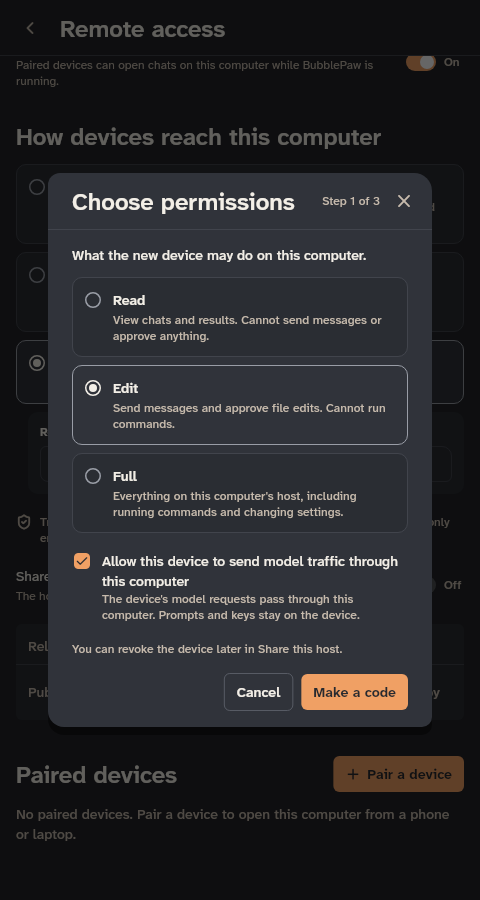 Remote access
Paired devices can open chats on this computer while BubblePaw is
running.
On
How devices reach this computer
Choose permissions
Step 1 of 3
What the new device may do on this computer.
Read
View chats and results. Cannot send messages or
approve anything.
Edit
Send messages and approve file edits. Cannot run
commands.
Full
Everything on this computer's host, including
running commands and changing settings.
Allow this device to send model traffic through
this computer
The device's model requests pass through this
computer. Prompts and keys stay on the device.
You can revoke the device later in Share this host.
Cancel
Make a code
only
Share
Off
The
Paired devices
Pair a device
No paired devices. Pair a device to open this computer from a phone
or laptop.